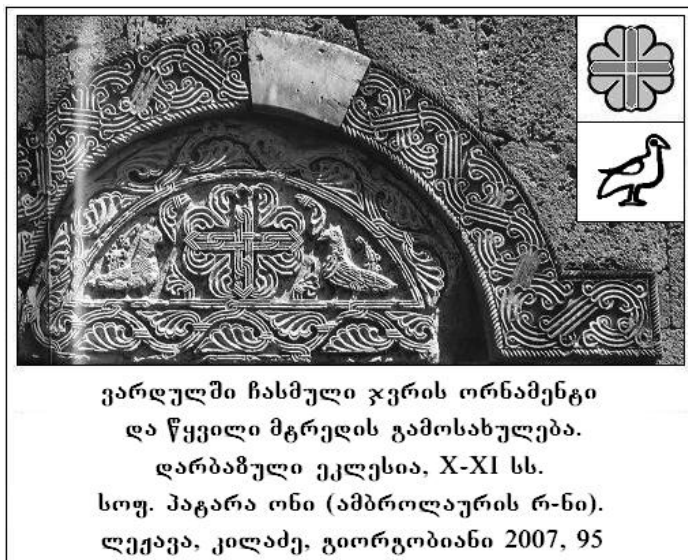 ვარდულში ჩასმული ჯვრის ორნამენტი
და წყვილი მტრედის გამოსახულება.
დარბაზული ეკლესია, X-XI სს.
სოფ. პატარა ონი (ამბროლაურის რ-ნი).
ლეჟავა, კილაძე, გიორგობიანი 2007, 95